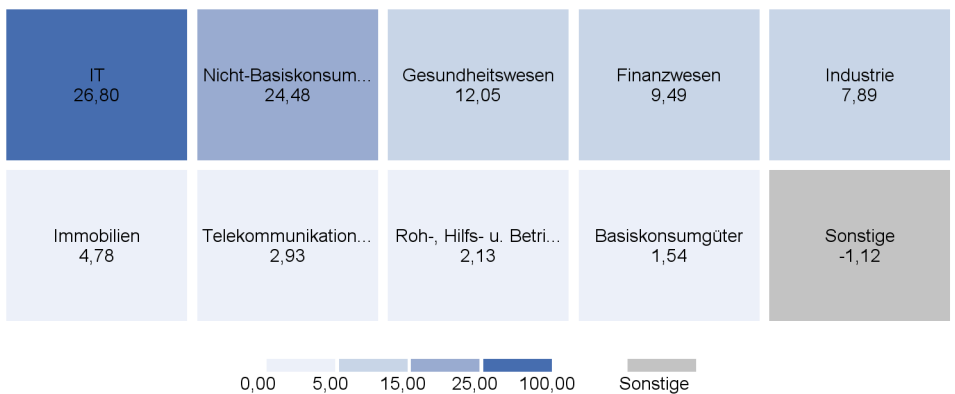 IT
26,80
Nicht-Basiskonsum...
24,48
Gesundheitswesen
12,05
Finanzwesen
9,49
Industrie
7,89
Immobilien
4,78
Telekommunikation...
2,93
Roh-, Hilfs- u. Betri...
2,13
Basiskonsumgüter
1,54
Sonstige
-1,12
0,00 5,00 15,00 25,00 100,00 Sonstige